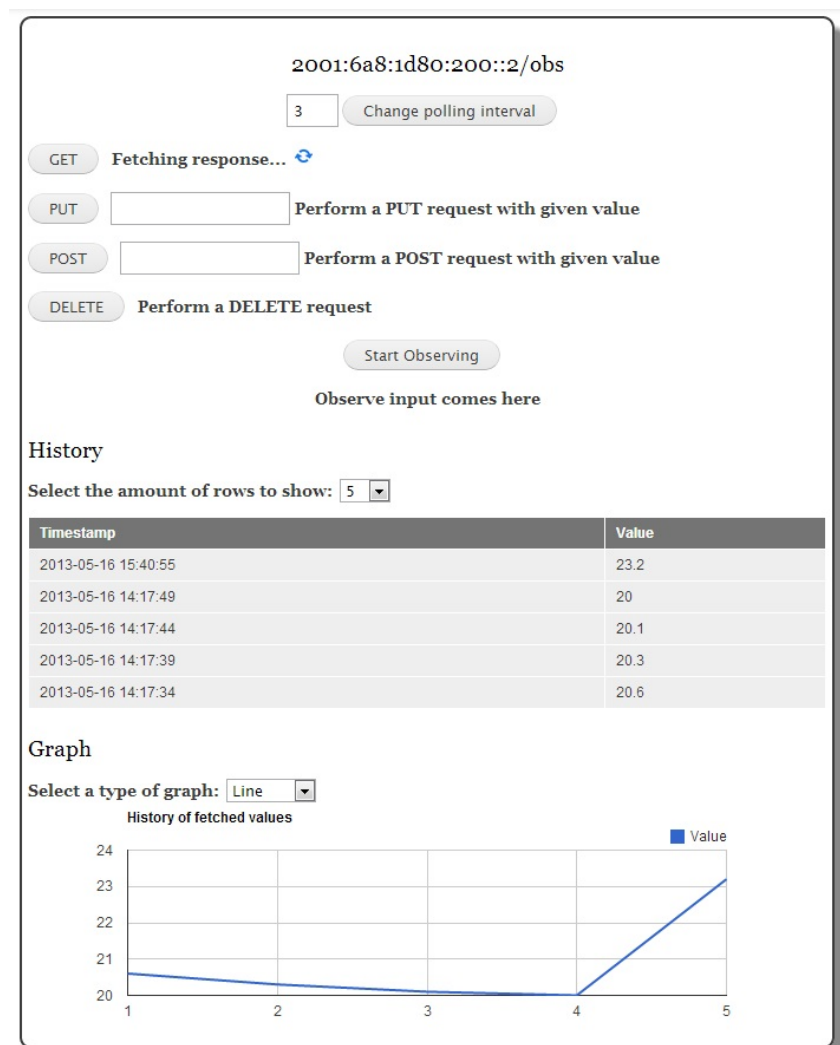 2001:6a8:1d80:200::2/obs
3 Change polling interval
GET Fetching response...
PUT Perform a PUT request with given value
POST Perform a POST request with given value
DELETE Perform a DELETE request
Start Observing
Observe input comes here
History
Select the amount of rows to show: 5
Timestamp Value
2013-05-16 15:40:55 23.2
2013-05-16 14:17:49 20
2013-05-16 14:17:44 20.1
2013-05-16 14:17:39 20.3
2013-05-16 14:17:34 20.6
Graph
Select a type of graph: Line
History of fetched values
Value
24
23
22
21
20
1 2 3 4 5